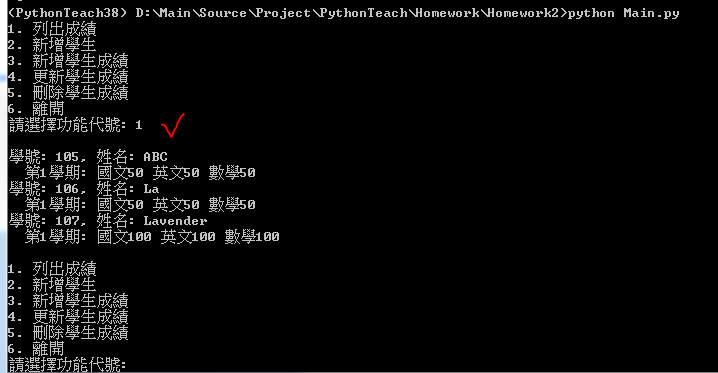 (PythonTeach38) D:\Main\Source\Project\PythonTeach\Homework\Homework2>python Main.py
1. 列出成績
2. 新增學生
3. 新增學生成績
4. 更新學生成績
5. 刪除學生成績
6. 離開
請選擇功能代號: 1
學號: 105, 姓名: ABC
第1學期: 國文50 英文50 數學50
學號: 106, 姓名: La
第1學期: 國文50 英文50 數學50
學號: 107, 姓名: Lavender
第1學期: 國文100 英文100 數學100
1. 列出成績
2. 新增學生
3. 新增學生成績
4. 更新學生成績
5. 刪除學生成績
6. 離開
請選擇功能代號: